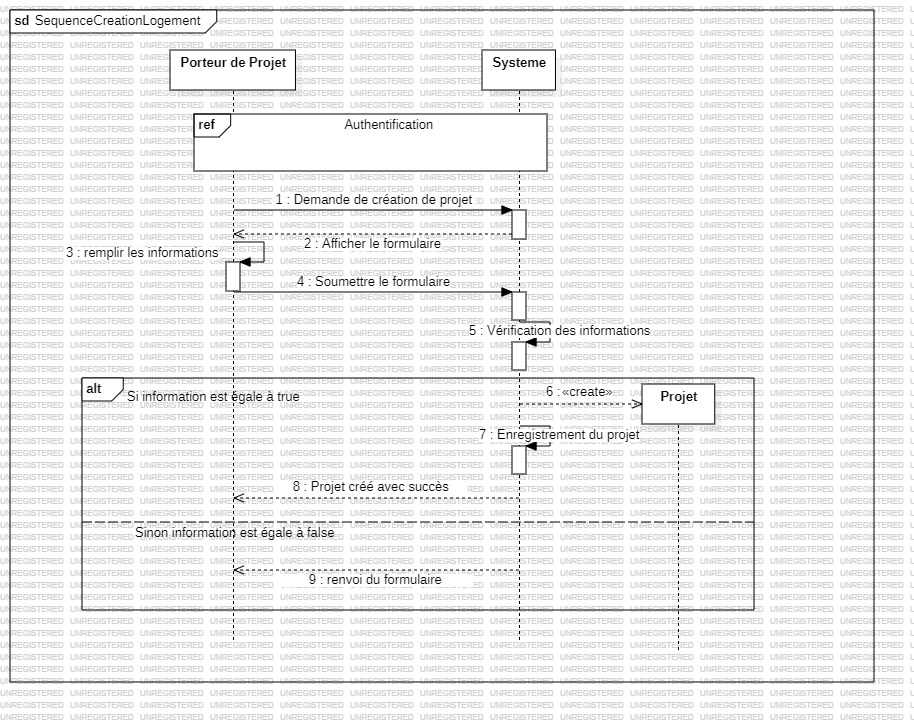 sd SequenceCreationLogement
Porteur de Projet
Systeme
ref
Authentification
1 : Demande de création de projet
2 : Afficher le formulaire
3 : remplir les informations
4 : Soumettre le formulaire
5 : Vérification des informations
alt
Si information est égale à true
6 : «create»
Projet
7 : Enregistrement du projet
8 : Projet créé avec succès
Sinon information est égale à false
9 : renvoi du formulaire
UNREGISTERED